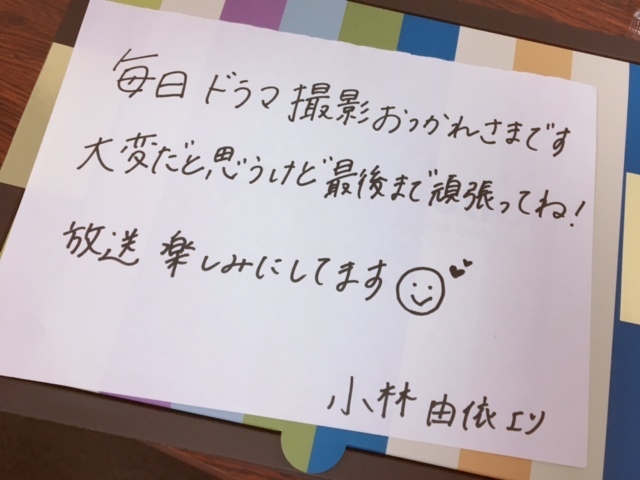 毎日ドラマ撮影おつかれさまです
大変だと思うけど最後まで頑張ってね!
放送楽しみにしてます
小林由依より